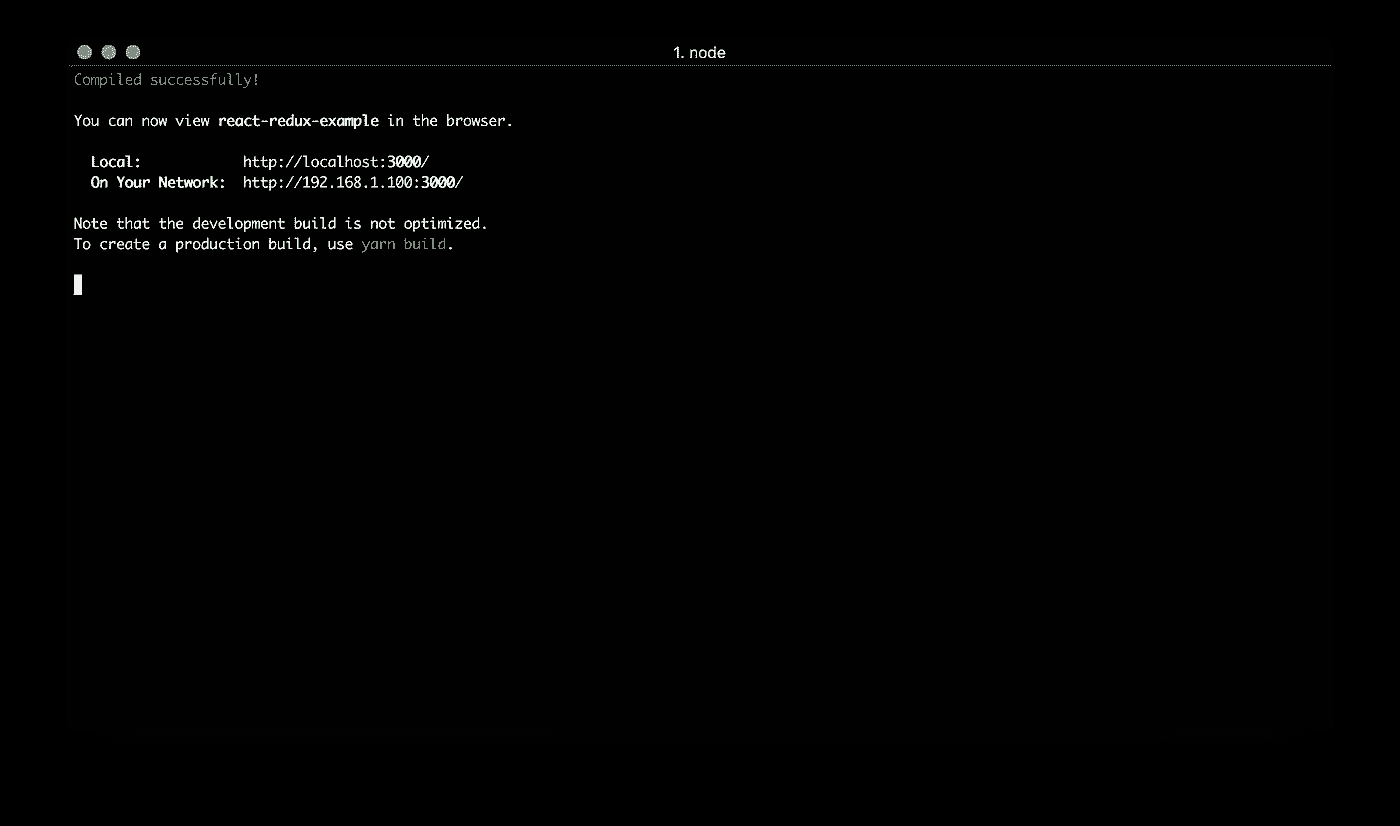 1. node
Compiled successfully!
You can now view react-redux-example in the browser.
Local: http://localhost:3000/
On Your Network: http://192.168.1.100:3000/
Note that the development build is not optimized.
To create a production build, use yarn build.